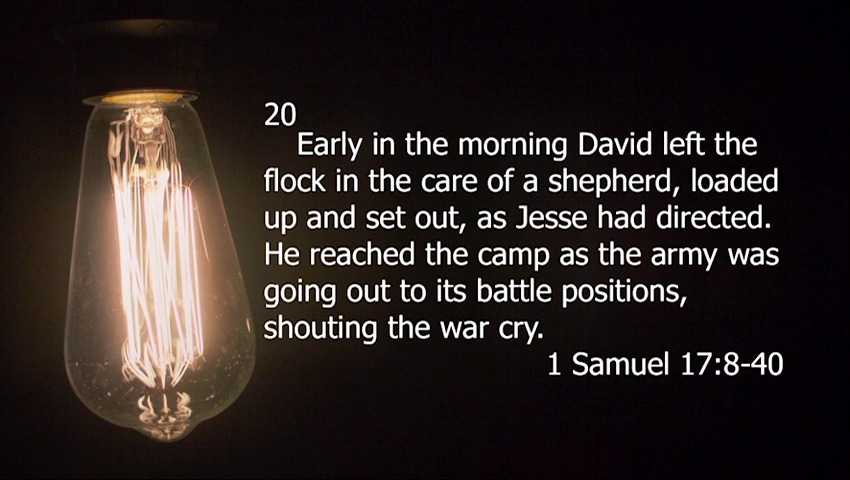 20
Early in the morning David left the
flock in the care of a shepherd, loaded
up and set out, as Jesse had directed.
He reached the camp as the army was
going out to its battle positions,
shouting the war cry.
1 Samuel 17:8-40